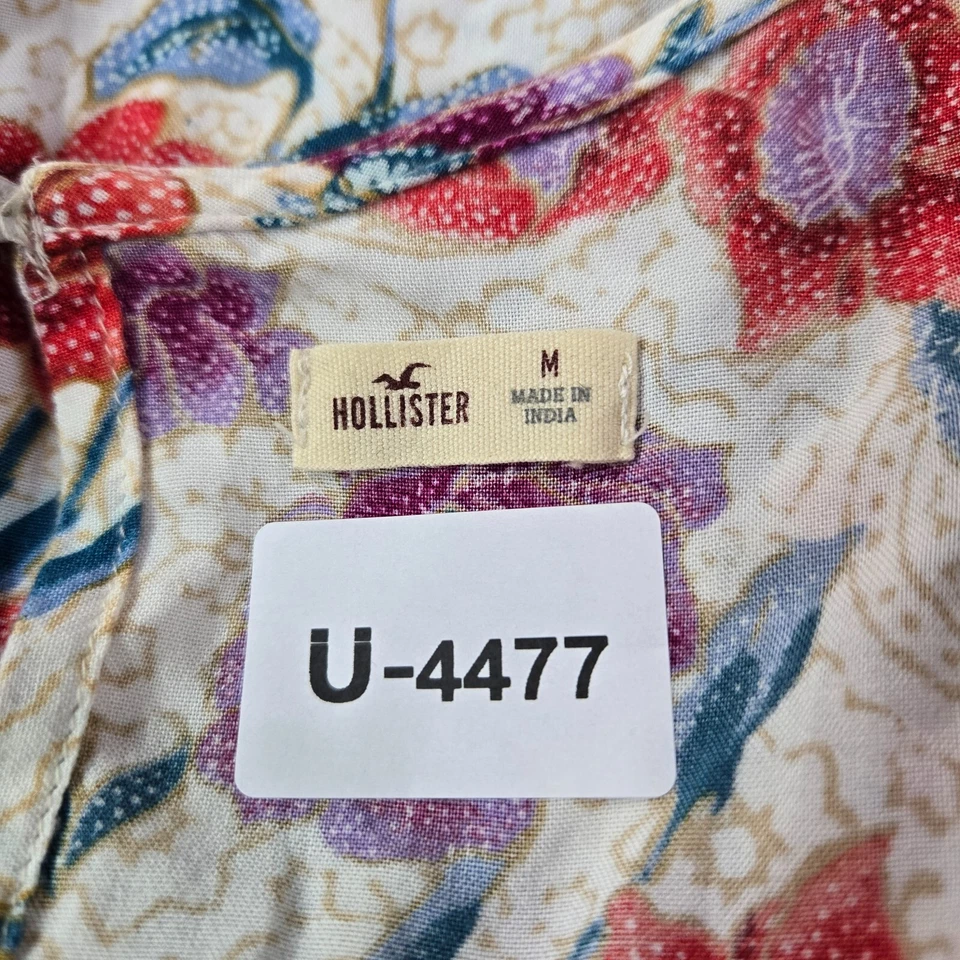 HOLLISTER
M
MADE IN
INDIA
Ü-4477